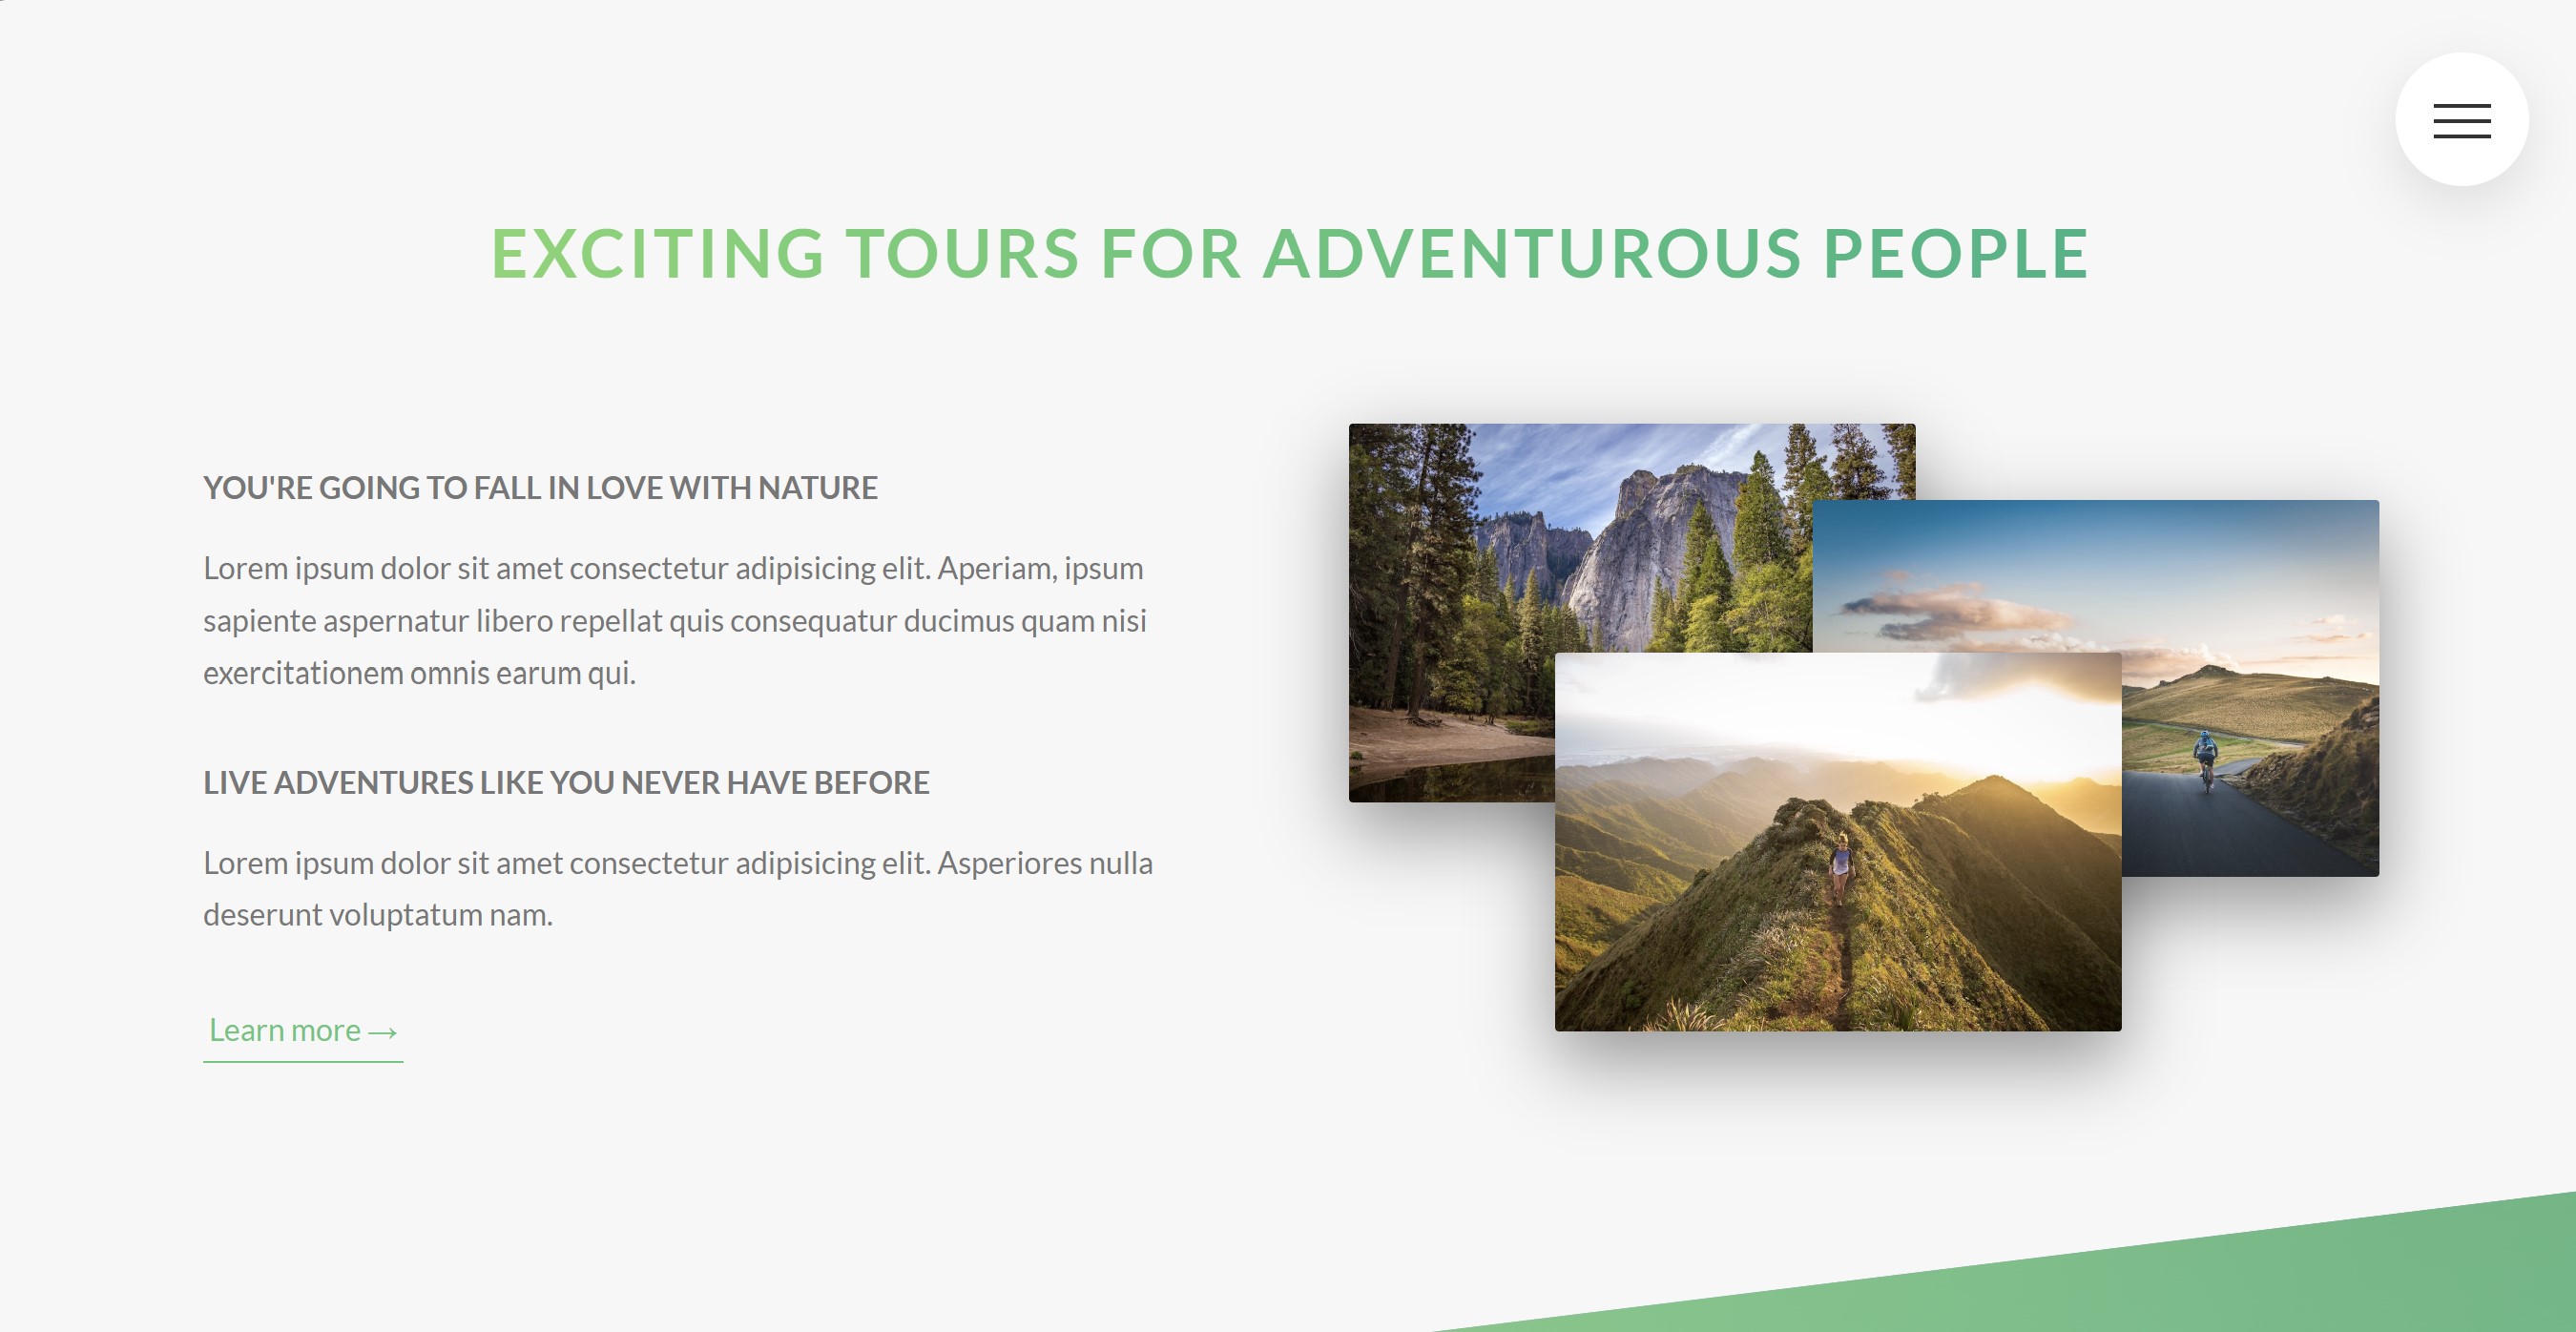 EXCITING TOURS FOR ADVENTUROUS PEOPLE
YOU'RE GOING TO FALL IN LOVE WITH NATURE
Lorem ipsum dolor sit amet consectetur adipisicing elit. Aperiam, ipsum
sapiente aspernatur libero repellat quis consequatur ducimus quam nisi
exercitationem omnis earum qui.
LIVE ADVENTURES LIKE YOU NEVER HAVE BEFORE
Lorem ipsum dolor sit amet consectetur adipisicing elit. Asperiores nulla
deserunt voluptatum nam.
Learn more →